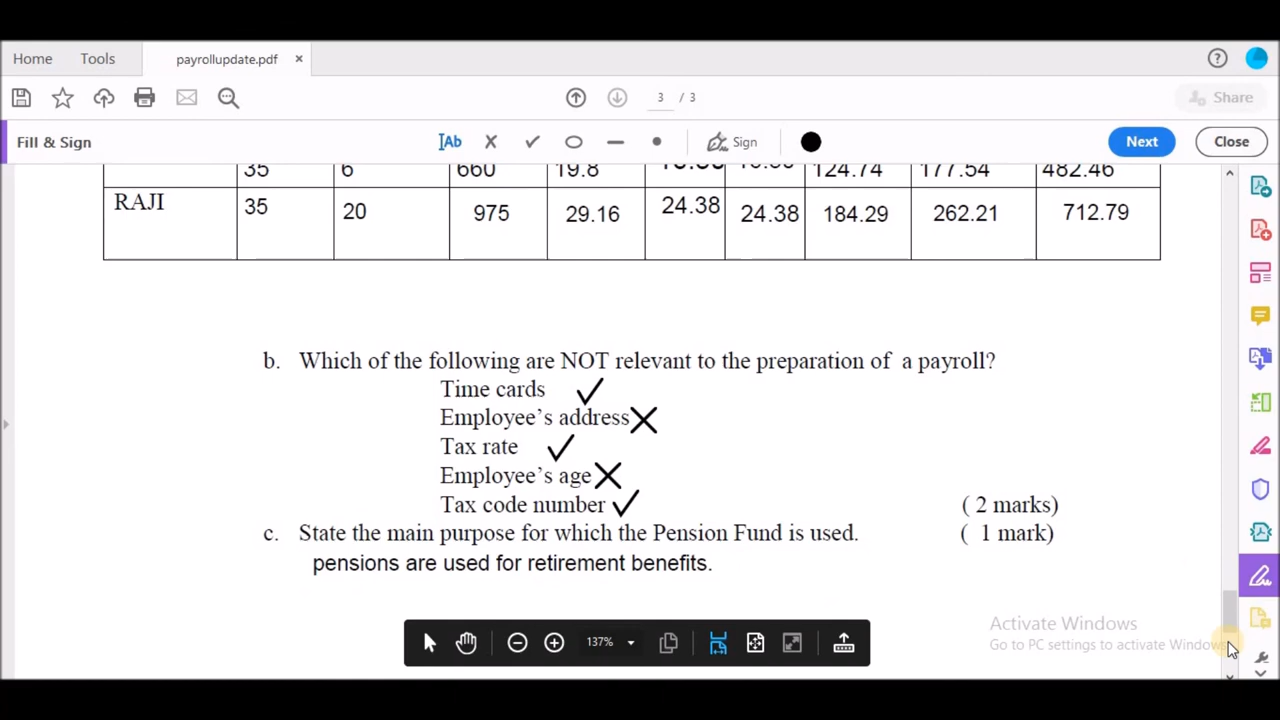 Home Tools payrollupdate.pdf ×
3 / 3 Share
Fill & Sign Ab Sign Next Close
35 6 660 19.8 124.74 177.54 482.46
RAJI 35 20 975 29.16 24.38 24.38 184.29 262.21 712.79
b. Which of the following are NOT relevant to the preparation of a payroll?
Time cards
Employee's address
Tax rate
Employee's age
Tax code number ( 2 marks)
c. State the main purpose for which the Pension Fund is used. ( 1 mark)
pensions are used for retirement benefits.
Activate Windows
Go to PC settings to activate Windows.
137%